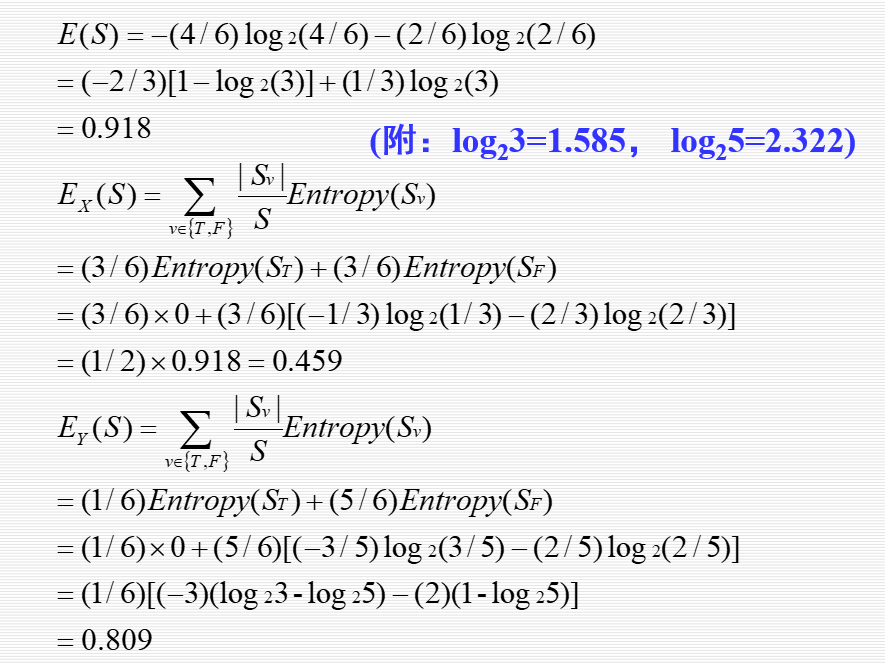 E(S) = −(4/6) log 2(4/6) − (2/6) log 2(2/6)
= (−2/3)[1 − log 2(3)] + (1/3) log 2(3)
= 0.918
(附：log₂3=1.585， log₂5=2.322)
E_X(S) = ∑_{v∈{T,F}} |Sv|/S Entropy(Sv)
= (3/6)Entropy(ST) + (3/6)Entropy(SF)
= (3/6)×0 + (3/6)[(−1/3) log 2(1/3) − (2/3) log 2(2/3)]
= (1/2)×0.918 = 0.459
E_Y(S) = ∑_{v∈{T,F}} |Sv|/S Entropy(Sv)
= (1/6)Entropy(ST) + (5/6)Entropy(SF)
= (1/6)×0 + (5/6)[(−3/5) log 2(3/5) − (2/5) log 2(2/5)]
= (1/6)[(−3)(log 23 - log 25) − (2)(1 - log 25)]
= 0.809